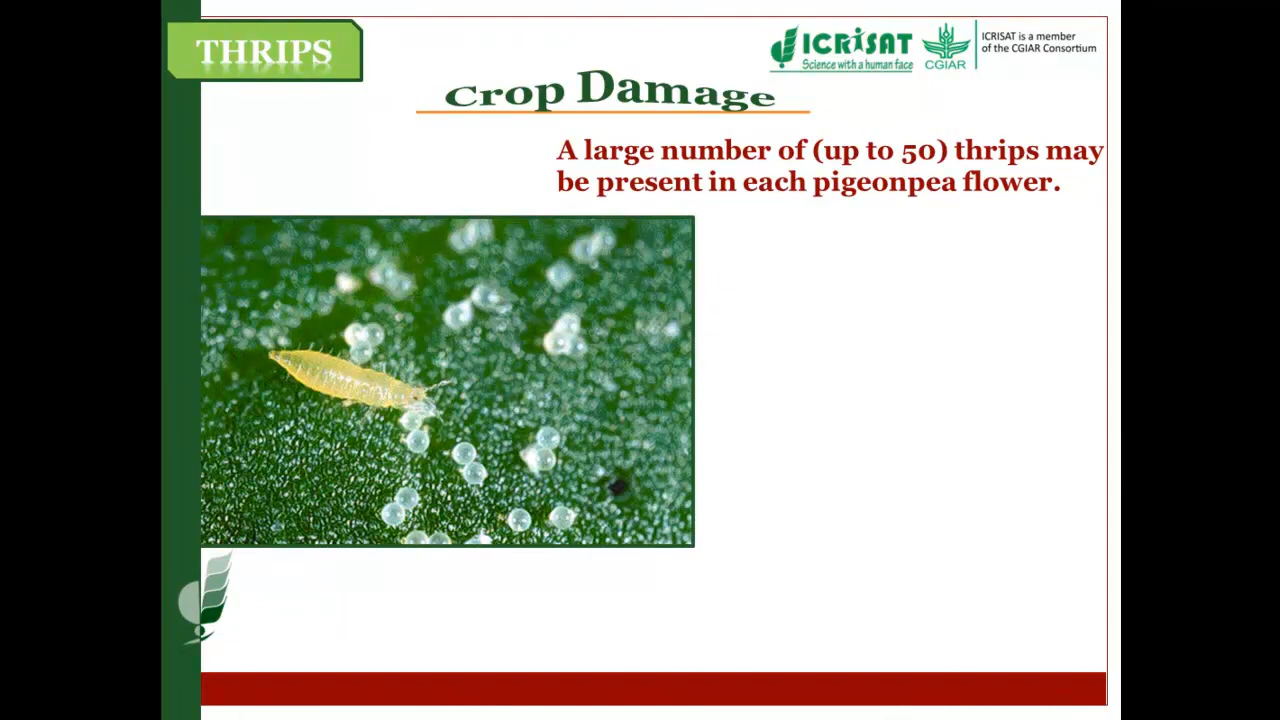 THRIPS
ICRISAT
Science with a human face
CGIAR
ICRISAT is a member
of the CGIAR Consortium
Crop Damage
A large number of (up to 50) thrips may
be present in each pigeonpea flower.